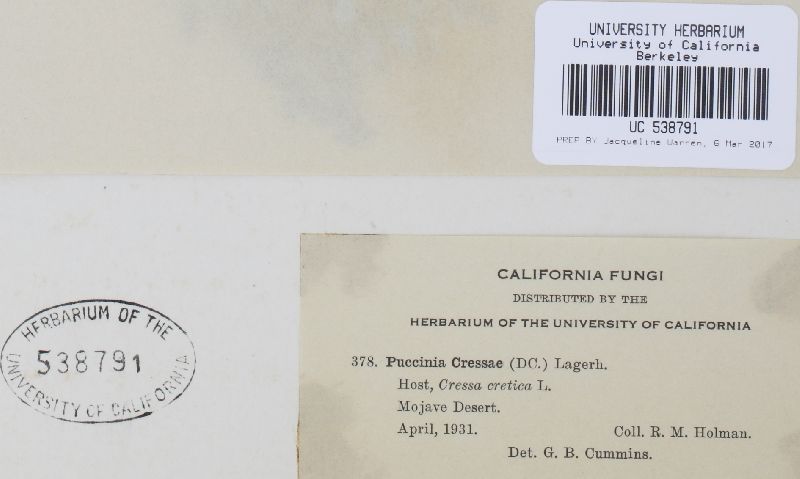 UNIVERSITY HERBARIUM
University of California
Berkeley
UC 538791
PREP BY Jacqueline Warren, 6 Mar 2017
HERBARIUM OF THE
538791
UNIVERSITY OF CALIFORNIA
CALIFORNIA FUNGI
DISTRIBUTED BY THE
HERBARIUM OF THE UNIVERSITY OF CALIFORNIA
378. Puccinia Cressae (DC.) Lagerh.
Host, Cressa cretica L.
Mojave Desert.
April, 1931. Coll. R. M. Holman.
Det. G. B. Cummins.